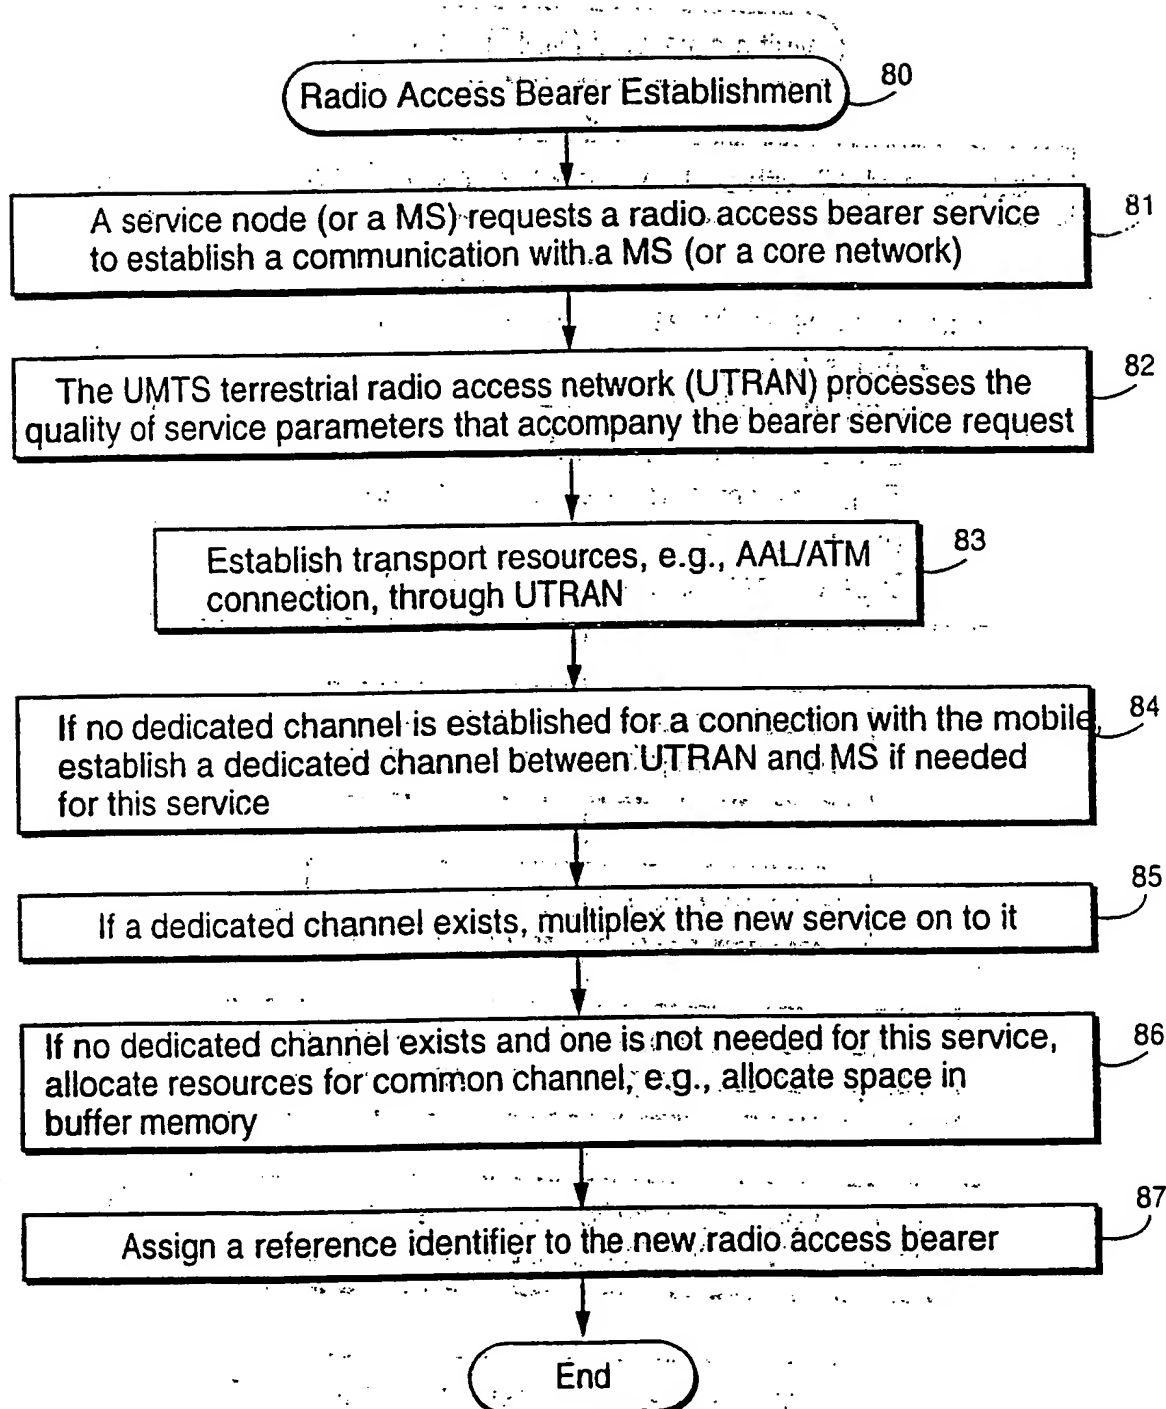 Radio Access Bearer Establishment
80
A service node (or a MS) requests a radio access bearer service
to establish a communication with a MS (or a core network)
81
The UMTS terrestrial radio access network (UTRAN) processes the
quality of service parameters that accompany the bearer service request
82
Establish transport resources, e.g., AAL/ATM
connection, through UTRAN
83
If no dedicated channel is established for a connection with the mobile,
establish a dedicated channel between UTRAN and MS if needed
for this service
84
If a dedicated channel exists, multiplex the new service on to it
85
If no dedicated channel exists and one is not needed for this service,
allocate resources for common channel, e.g., allocate space in
buffer memory
86
Assign a reference identifier to the new radio access bearer
87
End